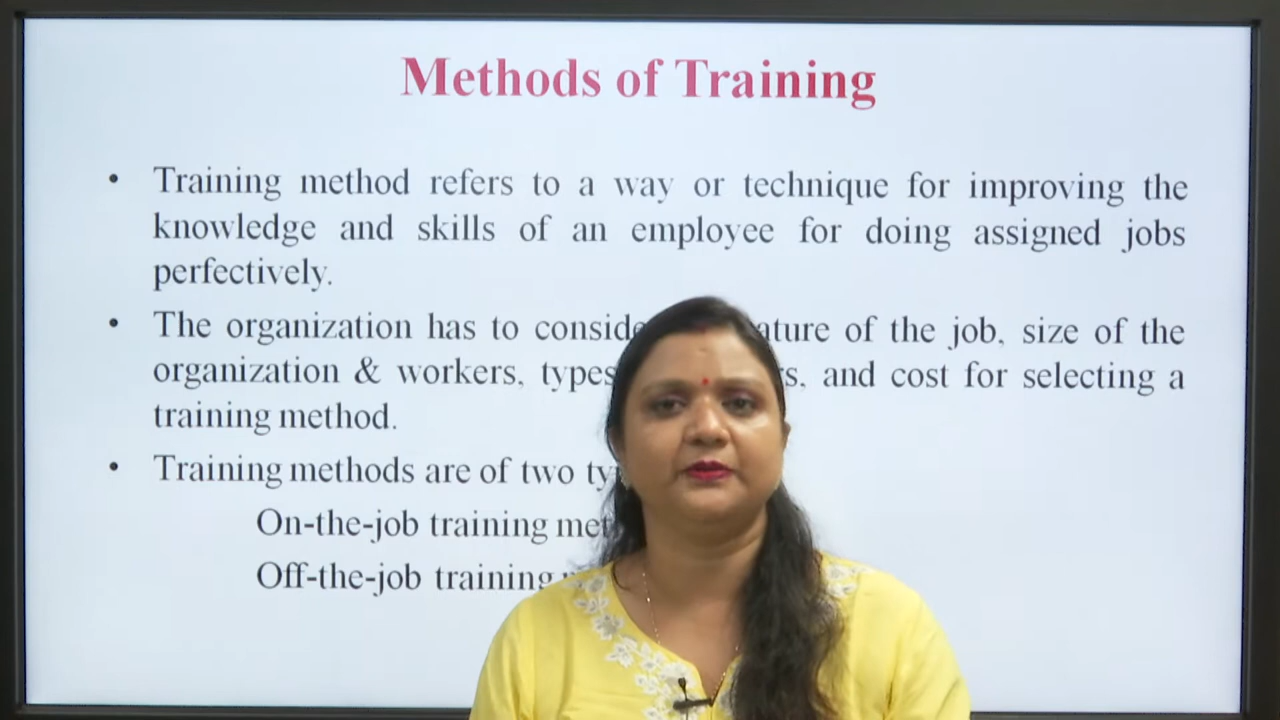 Methods of Training
• Training method refers to a way or technique for improving the
knowledge and skills of an employee for doing assigned jobs
perfectively.
• The organization has to conside ature of the job, size of the
organization & workers, types s, and cost for selecting a
training method.
• Training methods are of two ty
On-the-job training met
Off-the-job training